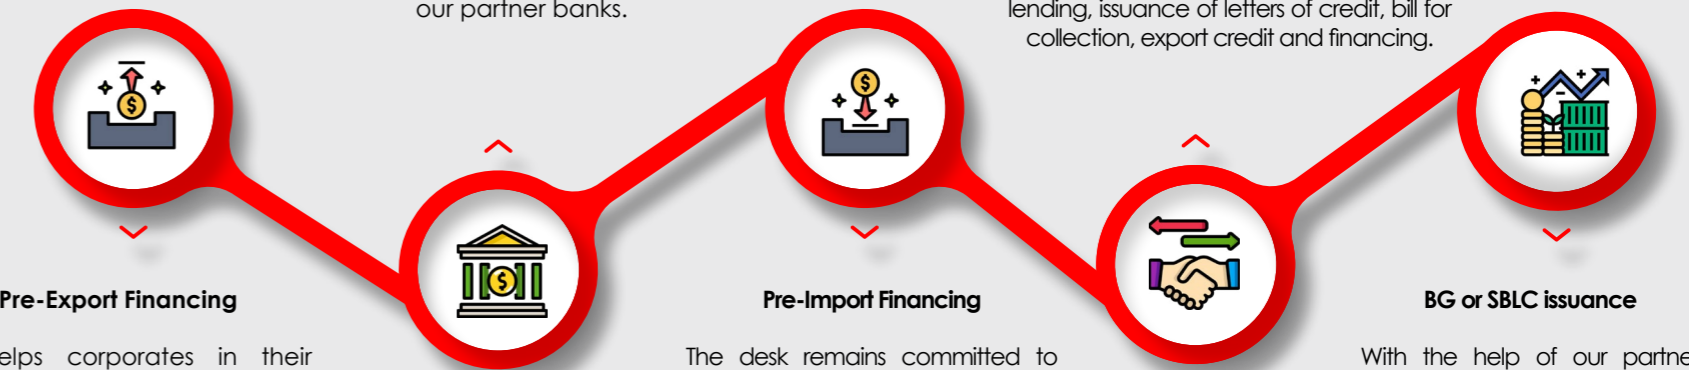 our partner banks.
lending, issuance of letters of credit, bill for
collection, export credit and financing.
Pre-Export Financing
Pre-Import Financing
BG or SBLC issuance
corporates in their
The desk remains committed to
With the help of our